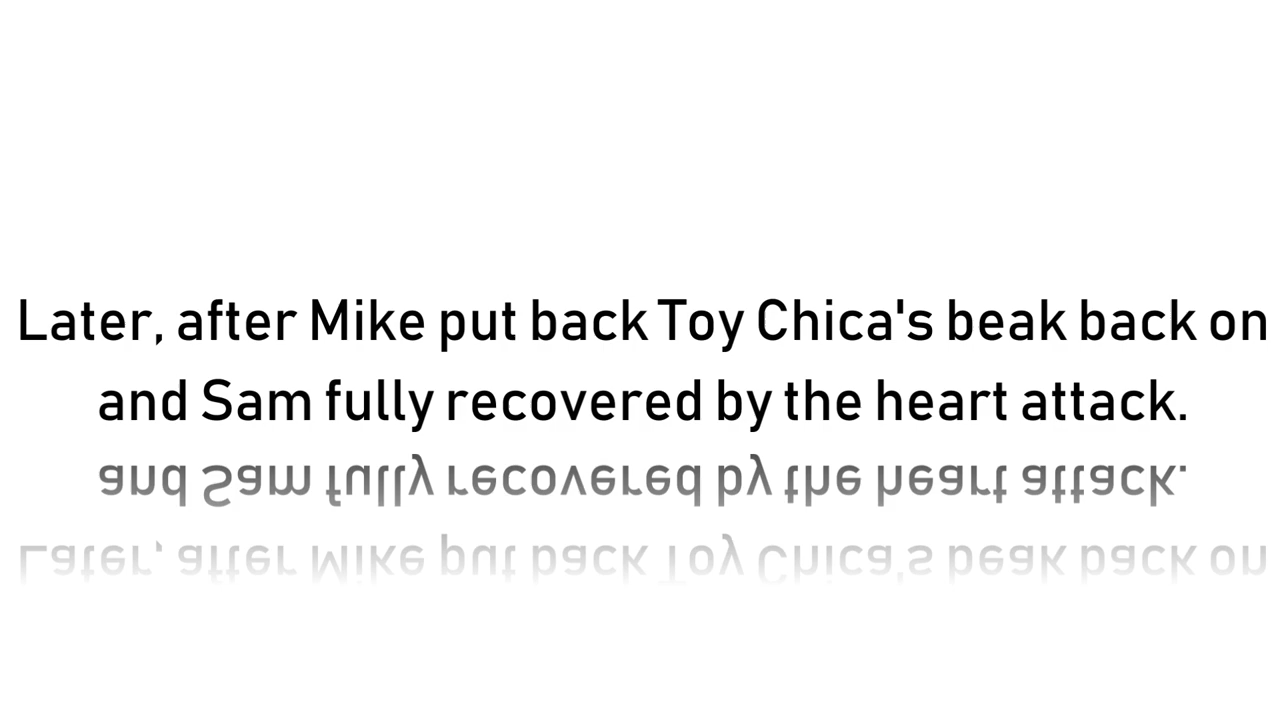 Later, after Mike put back Toy Chica's beak back on
and Sam fully recovered by the heart attack.